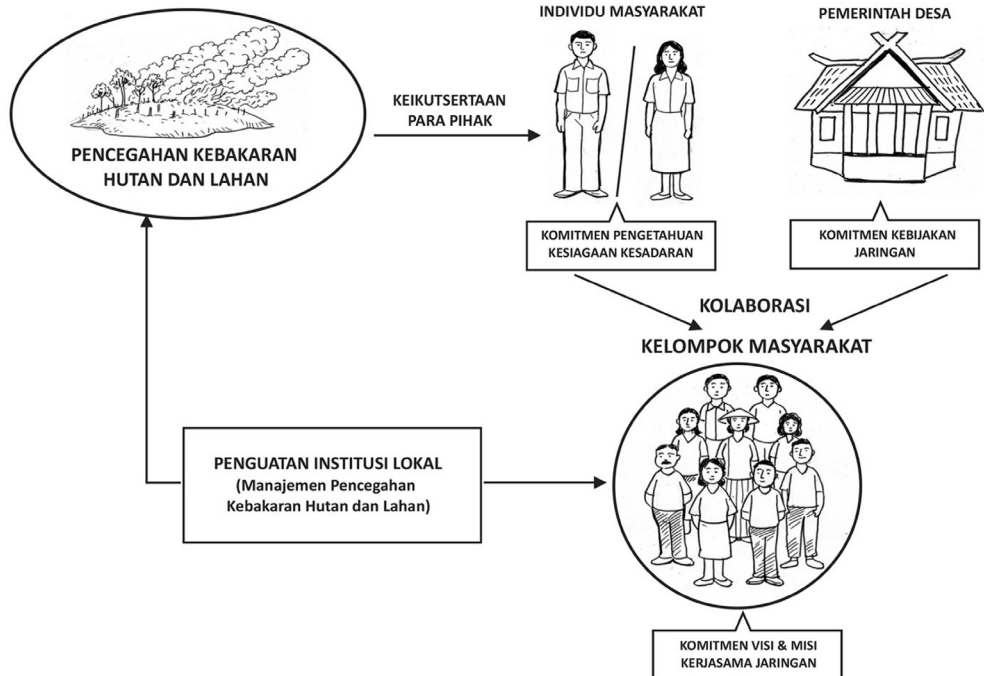 INDIVIDU MASYARAKAT
PEMERINTAH DESA
KEIKUTSERTAAN
PARA PIHAK
PENCEGAHAN KEBAKARAN
HUTAN DAN LAHAN
KOMITMEN PENGETAHUAN
KESIAGAAN KESADARAN
KOMITMEN KEBIJAKAN
JARINGAN
KOLABORASI
KELOMPOK MASYARAKAT
PENGUATAN INSTITUSI LOKAL
(Manajemen Pencegahan
Kebakaran Hutan dan Lahan)
KOMITMEN VISI & MISI
KERJASAMA JARINGAN